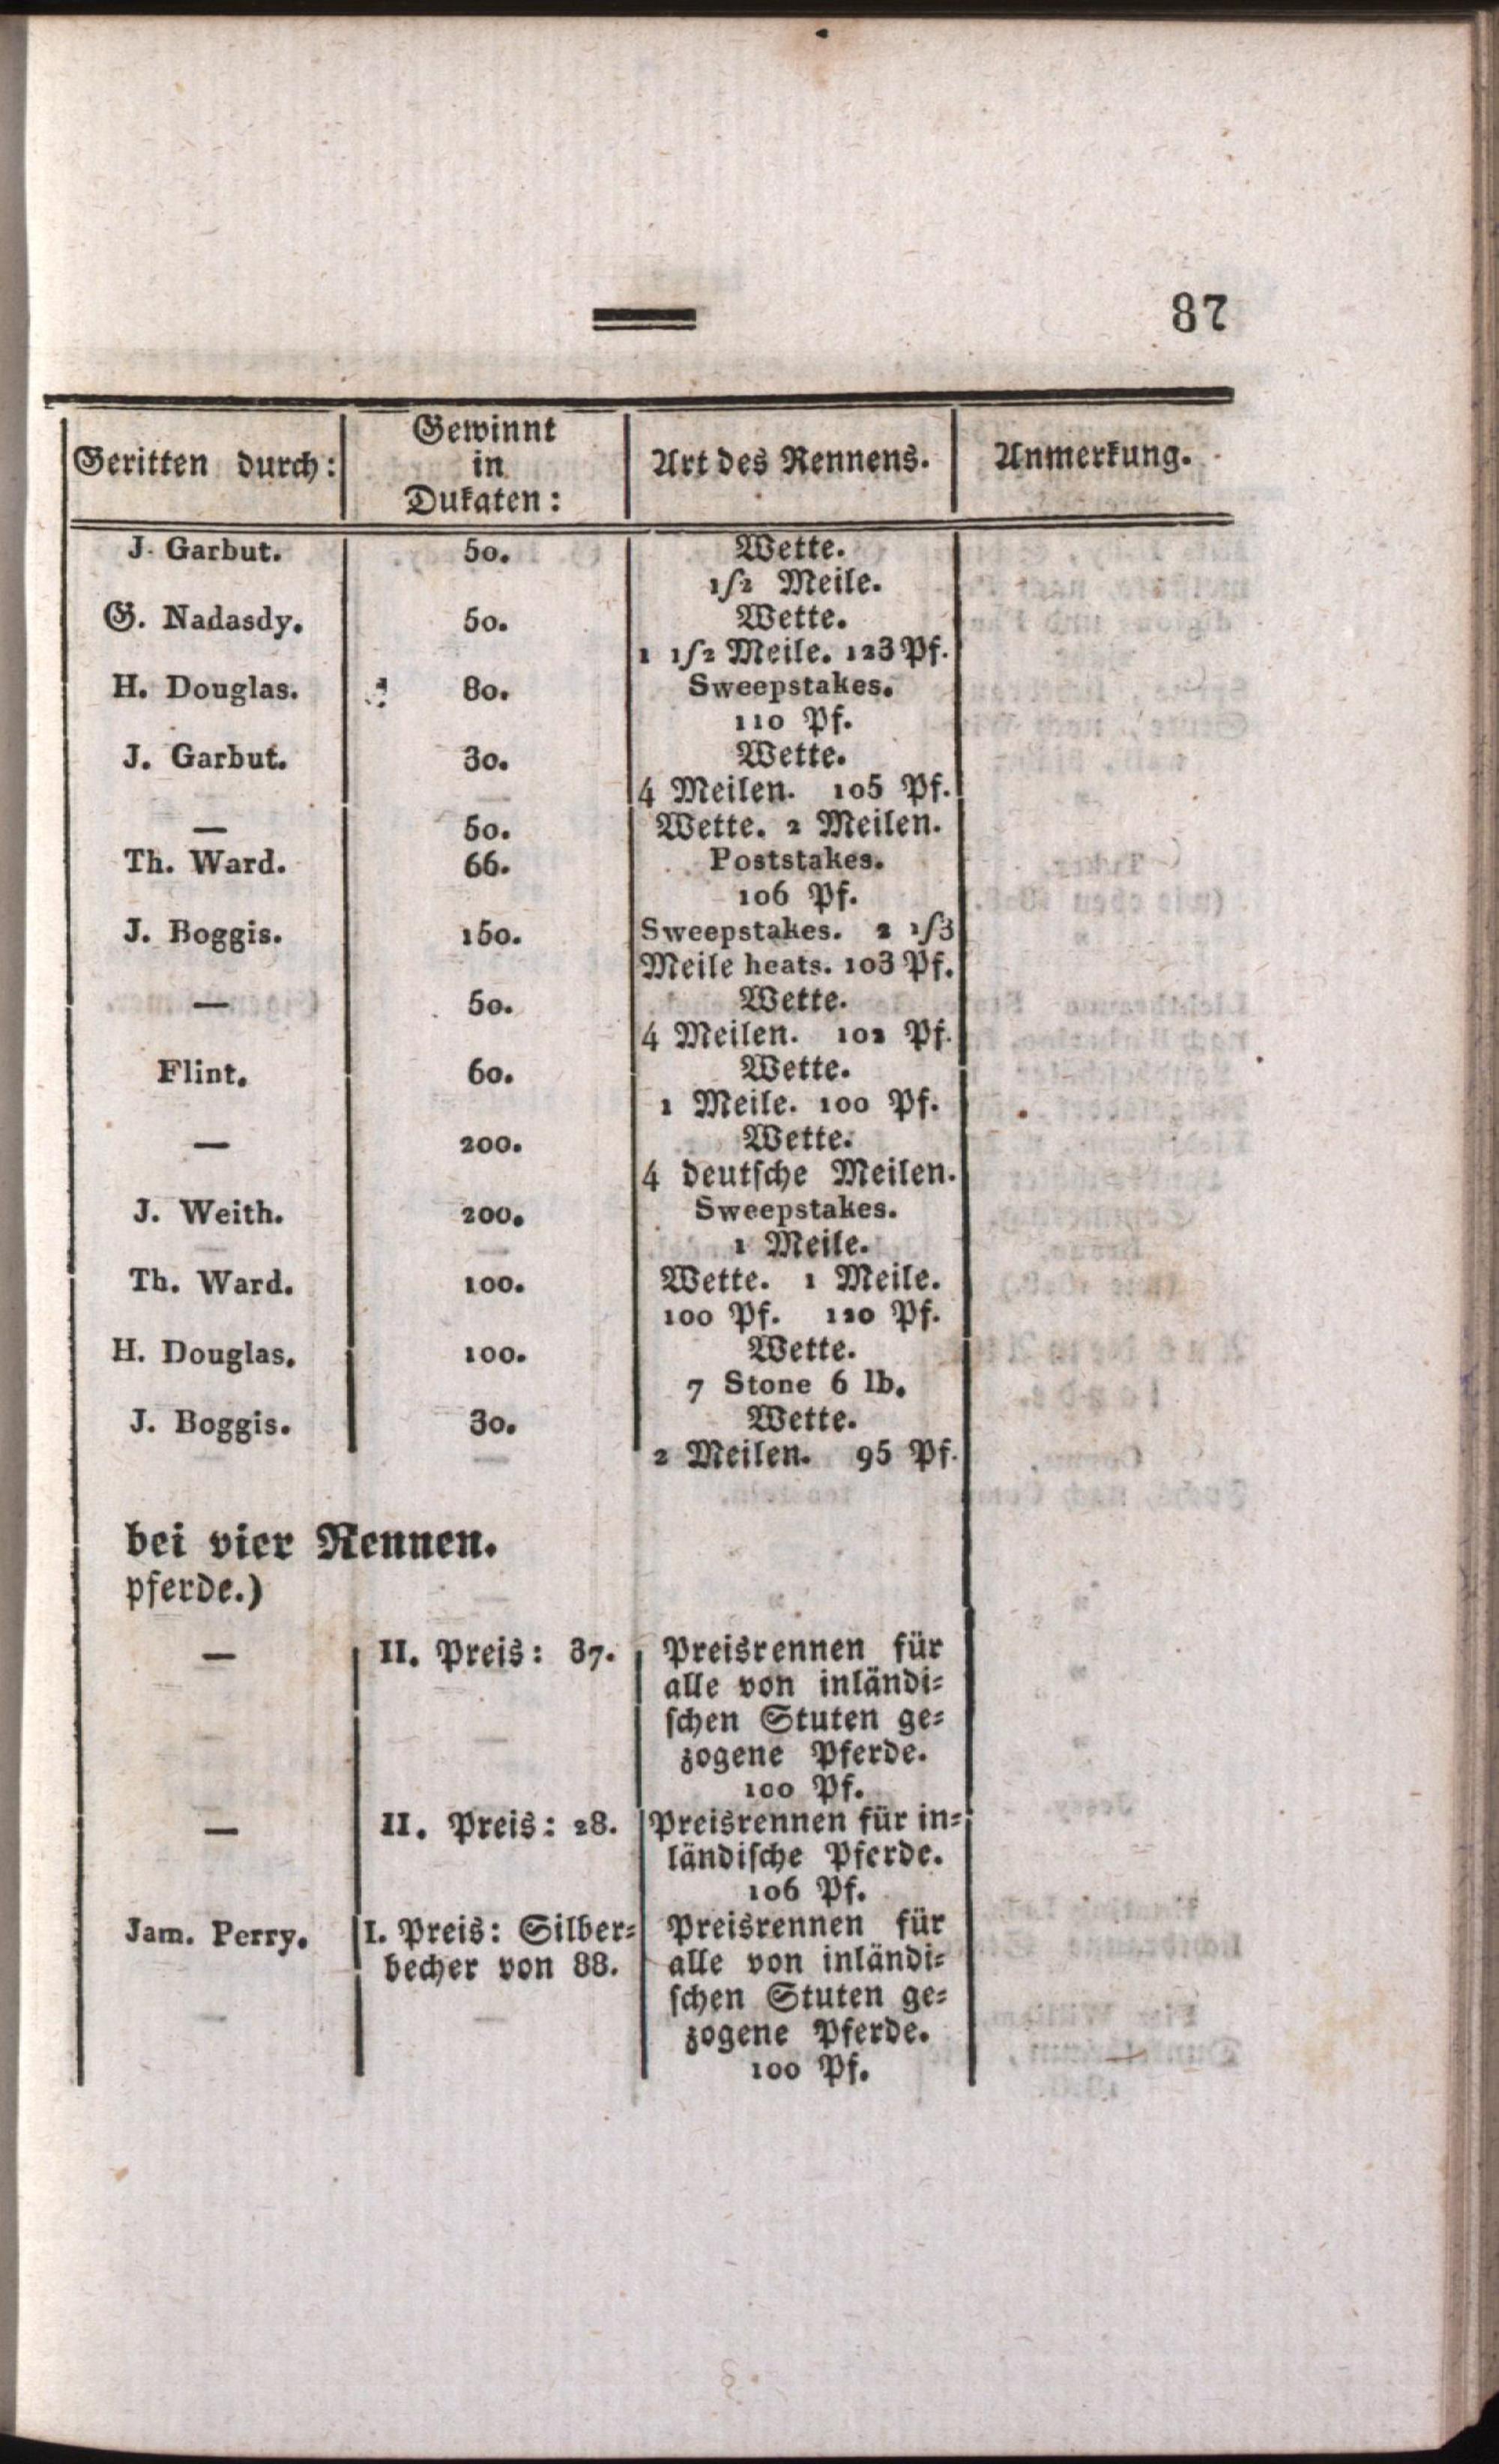 87
Geritten durch: Gewinnt in Dukaten: Art des Rennens. Anmerkung.
J. Garbut. 50. Wette.
1/2 Meile.
G. Nadasdy. 50. Wette.
1 1/2 Meile. 123 Pf.
H. Douglas. 80. Sweepstakes.
110 Pf.
J. Garbut. 30. Wette.
4 Meilen. 105 Pf.
— 50. Wette. 2 Meilen.
Th. Ward. 66. Poststakes.
106 Pf.
J. Boggis. 150. Sweepstakes. 2 1/3
Meile heats. 103 Pf.
— 50. Wette.
4 Meilen. 102 Pf.
Flint. 60. Wette.
1 Meile. 100 Pf.
— 200. Wette.
4 deutsche Meilen.
J. Weith. 200. Sweepstakes.
1 Meile.
Th. Ward. 100. Wette. 1 Meile.
100 Pf. 120 Pf.
H. Douglas. 100. Wette.
7 Stone 6 lb.
J. Boggis. 30. Wette.
2 Meilen. 95 Pf.
bei vier Rennen.
pferde.)
— II. Preis: 37. Preisrennen für
alle von inländi-
schen Stuten ge-
zogene Pferde.
100 Pf.
— II. Preis: 28. Preisrennen für in-
ländische Pferde.
106 Pf.
Jam. Perry. I. Preis: Silber- Preisrennen für
becher von 88. alle von inländi-
schen Stuten ge-
zogene Pferde.
100 Pf.